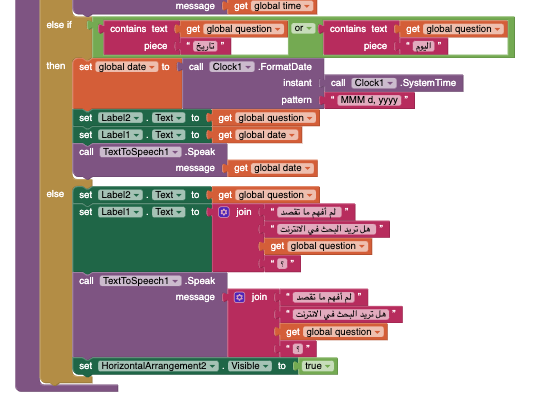 message get global time
else if contains text get global question or contains text get global question
piece " تاريخ " piece " اليوم "
then set global date to call Clock1 .FormatDate
instant call Clock1 .SystemTime
pattern " MMM d, yyyy "
set Label2 . Text to get global question
set Label1 . Text to get global date
call TextToSpeech1 .Speak
message get global date
else set Label2 . Text to get global question
set Label1 . Text to join " لم أفهم ما تقصد "
" هل تريد البحث في الانترنت "
get global question
" ؟ "
call TextToSpeech1 .Speak
message join " لم أفهم ما تقصد "
" هل تريد البحث في الانترنت "
get global question
" ؟ "
set HorizontalArrangement2 . Visible to true